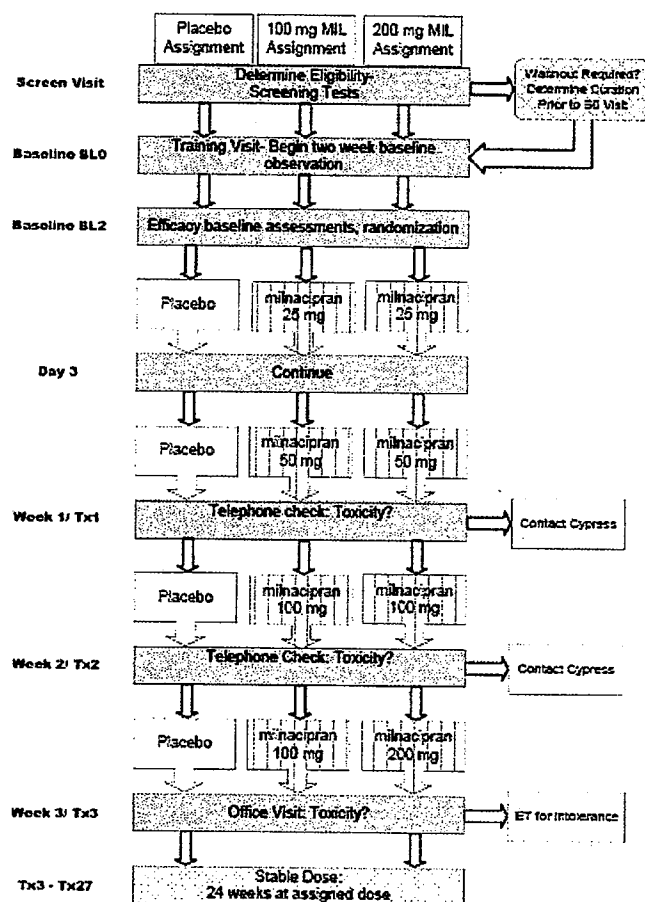 Placebo
Assignment
100 mg MIL
Assignment
200 mg MIL
Assignment
Screen Visit
Determine Eligibility-
Screening Tests
Washout Required?
Determine Duration
Prior to B0 Visit
Baseline BL0
Training Visit- Begin two week baseline
observation
Baseline BL2
Efficacy baseline assessments, randomization
Placebo
milnacipran
25 mg
milnacipran
25 mg
Day 3
Continue
Placebo
milnacipran
50 mg
milnacipran
50 mg
Week 1/ Tx1
Telephone check: Toxicity?
Contact Cypress
Placebo
milnacipran
100 mg
milnacipran
100 mg
Week 2/ Tx2
Telephone Check: Toxicity?
Contact Cypress
Placebo
milnacipran
100 mg
milnacipran
200 mg
Week 3/ Tx3
Office Visit: Toxicity?
ET for Intolerance
Tx3 - Tx27
Stable Dose:
24 weeks at assigned dose